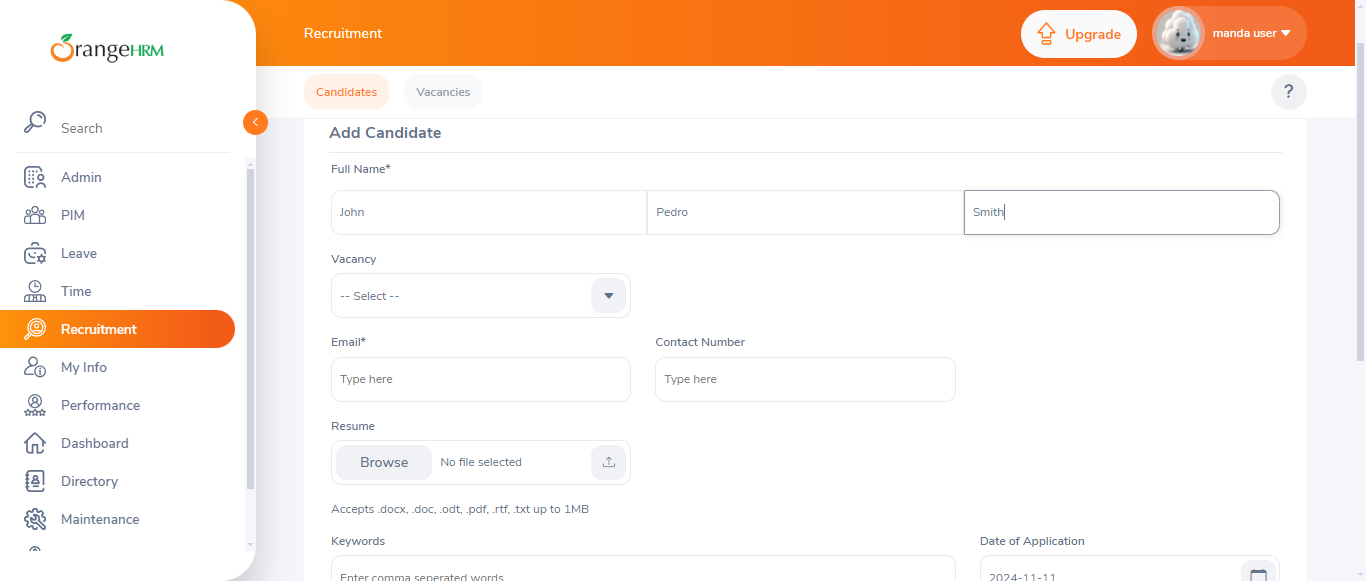 OrangeHRM
Recruitment
Upgrade
manda user
Candidates
Vacancies
?
Search
Admin
PIM
Leave
Time
Recruitment
My Info
Performance
Dashboard
Directory
Maintenance
Add Candidate
Full Name*
John
Pedro
Smith
Vacancy
-- Select --
Email*
Contact Number
Type here
Type here
Resume
Browse
No file selected
Accepts .docx, .doc, .odt, .pdf, .rtf, .txt up to 1MB
Keywords
Date of Application
Enter comma seperated words
2024-11-11